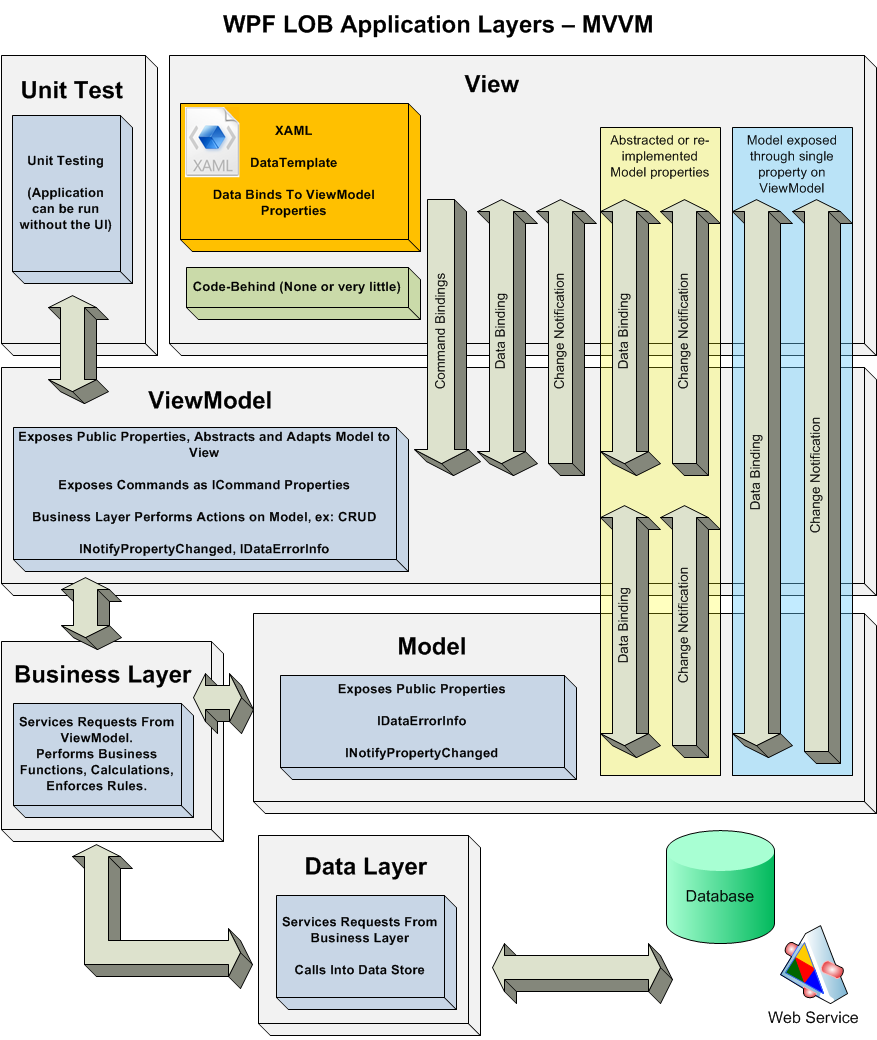 WPF LOB Application Layers – MVVM
Unit Test
Unit Testing
(Application
can be run
without the UI)
View
XAML
XAML
DataTemplate
Data Binds To ViewModel
Properties
Code-Behind (None or very little)
Abstracted or re-
implemented
Model properties
Model exposed
through single
property on
ViewModel
Command Bindings
Data Binding
Change Notification
Data Binding
Change Notification
Data Binding
Change Notification
ViewModel
Exposes Public Properties, Abstracts and Adapts Model to
View
Exposes Commands as ICommand Properties
Business Layer Performs Actions on Model, ex: CRUD
INotifyPropertyChanged, IDataErrorInfo
Data Binding
Change Notification
Business Layer
Services Requests From
ViewModel.
Performs Business
Functions, Calculations,
Enforces Rules.
Model
Exposes Public Properties
IDataErrorInfo
INotifyPropertyChanged
Data Layer
Services Requests From
Business Layer
Calls Into Data Store
Database
Web Service